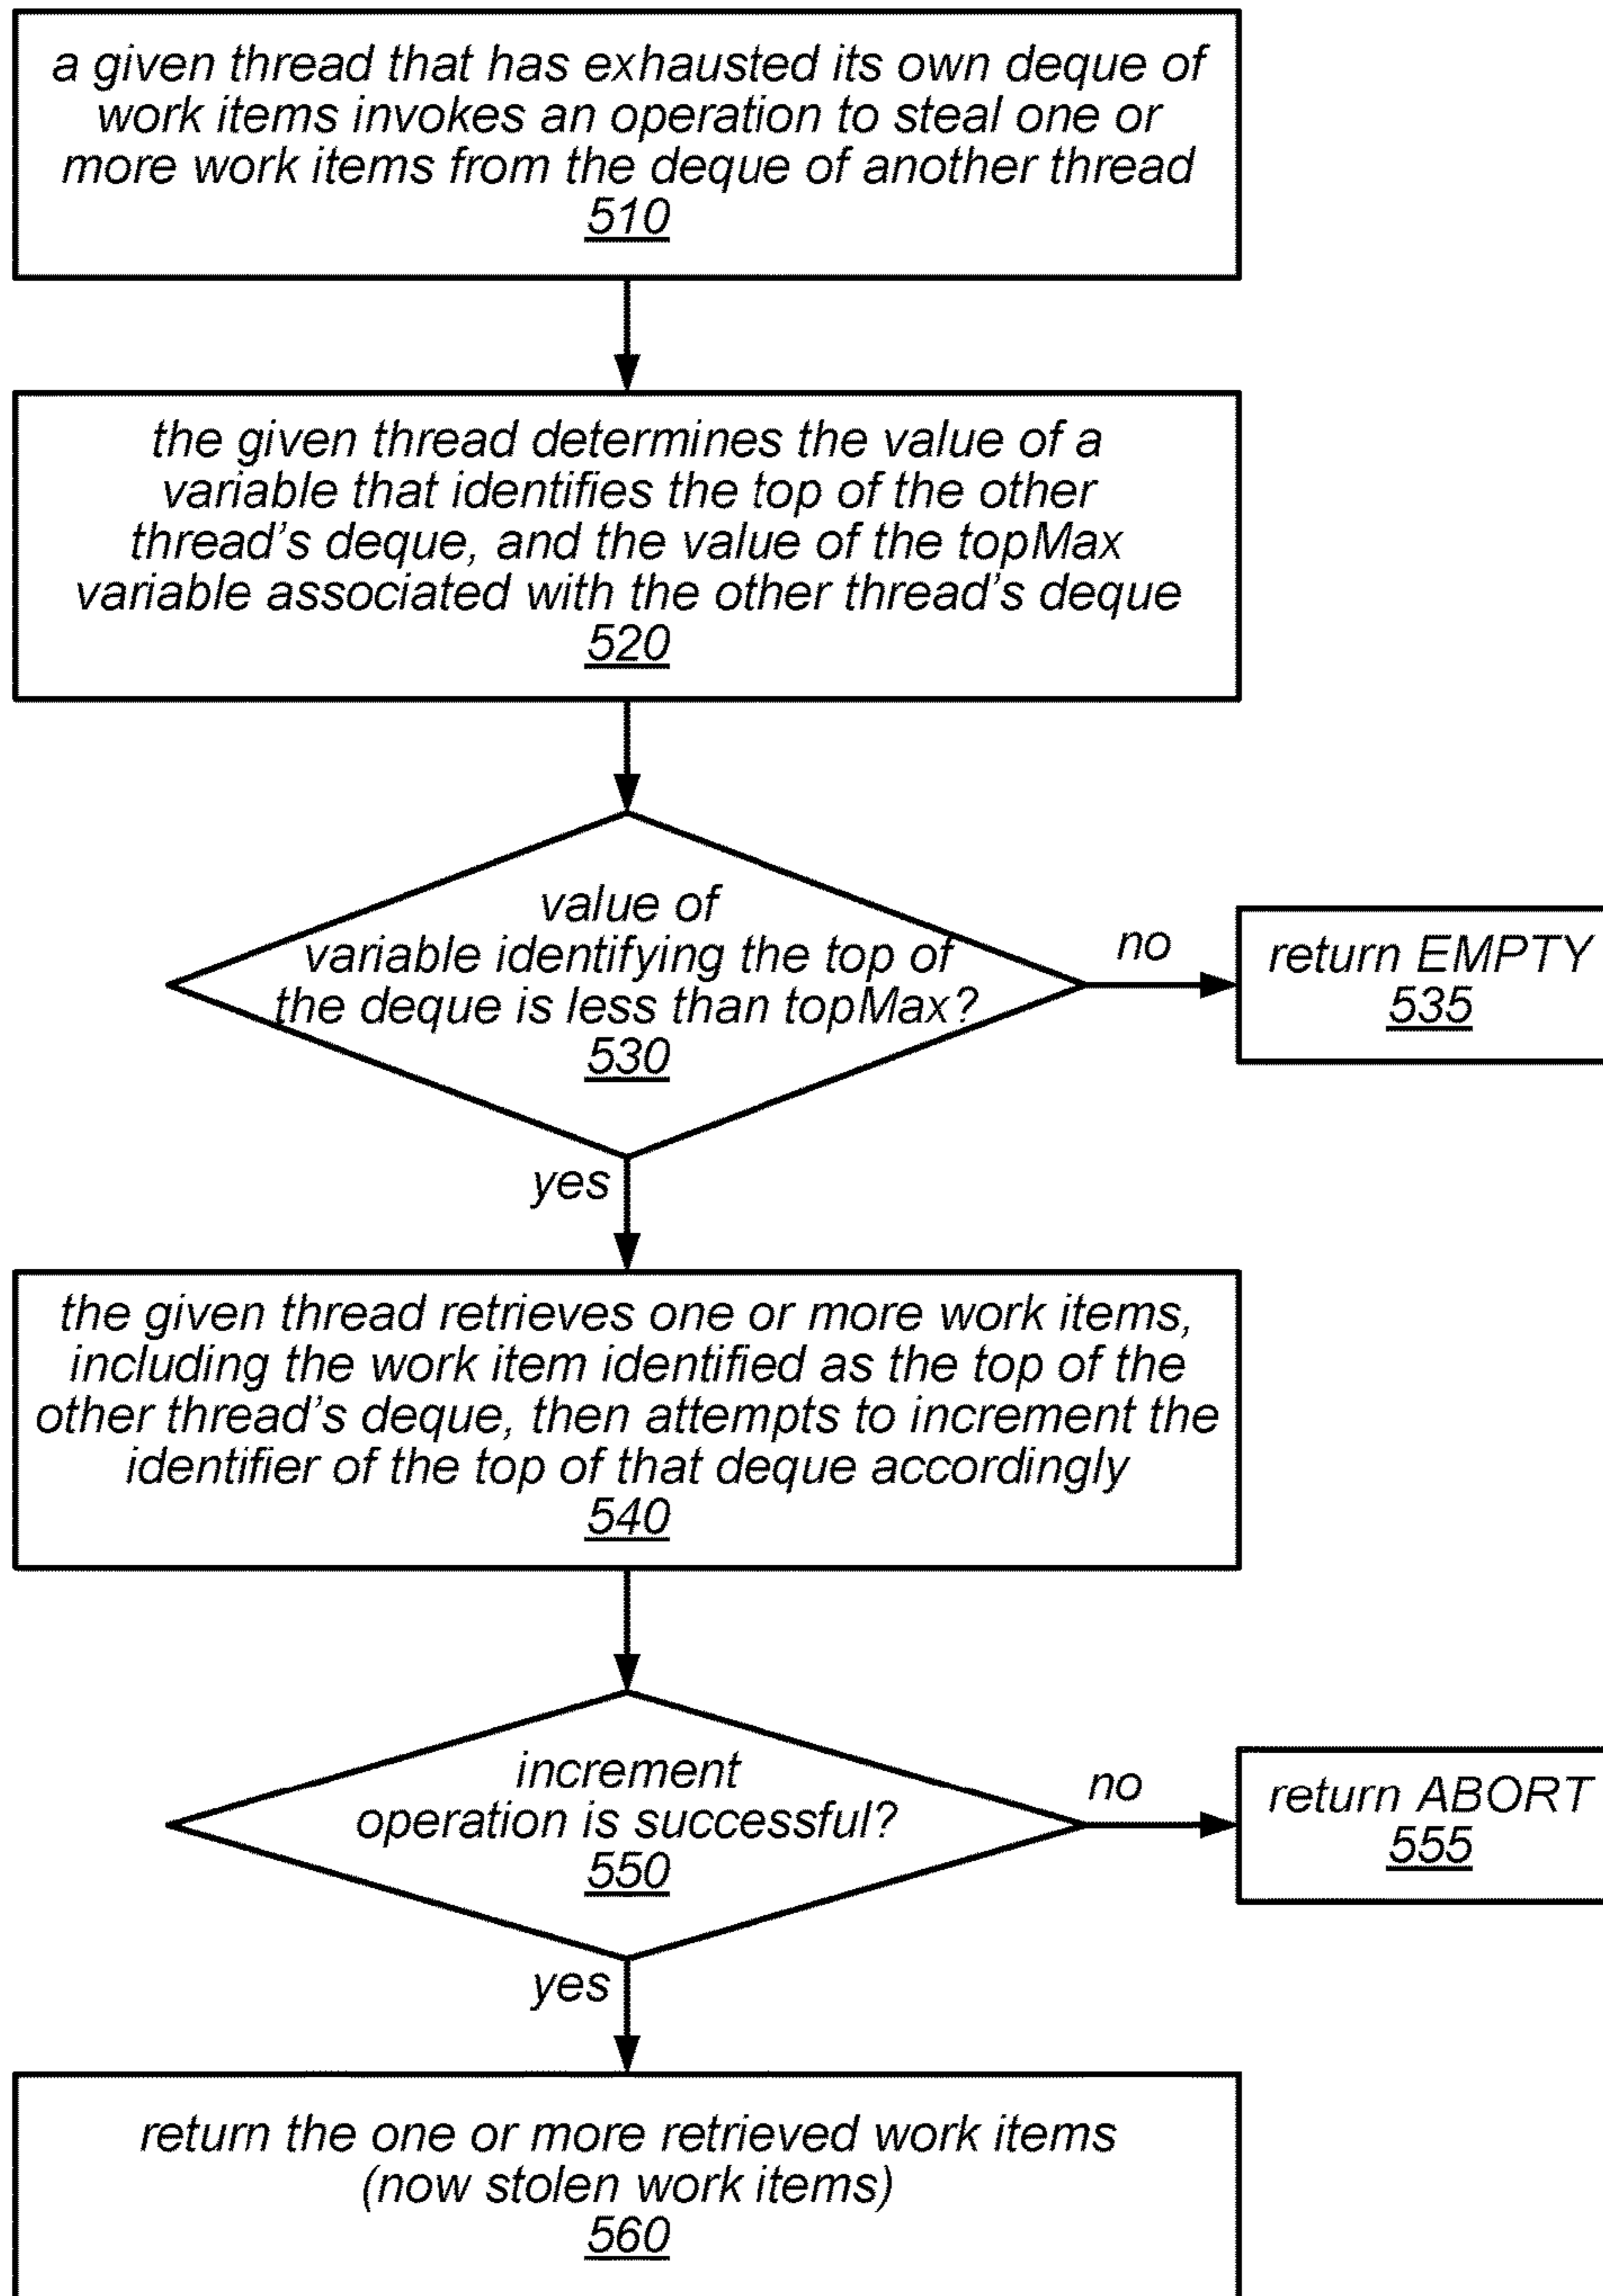 a given thread that has exhausted its own deque of
work items invokes an operation to steal one or
more work items from the deque of another thread
510
the given thread determines the value of a
variable that identifies the top of the other
thread's deque, and the value of the topMax
variable associated with the other thread's deque
520
value of
variable identifying the top of
the deque is less than topMax?
530
no
return EMPTY
535
yes
the given thread retrieves one or more work items,
including the work item identified as the top of the
other thread's deque, then attempts to increment the
identifier of the top of that deque accordingly
540
increment
operation is successful?
550
no
return ABORT
555
yes
return the one or more retrieved work items
(now stolen work items)
560